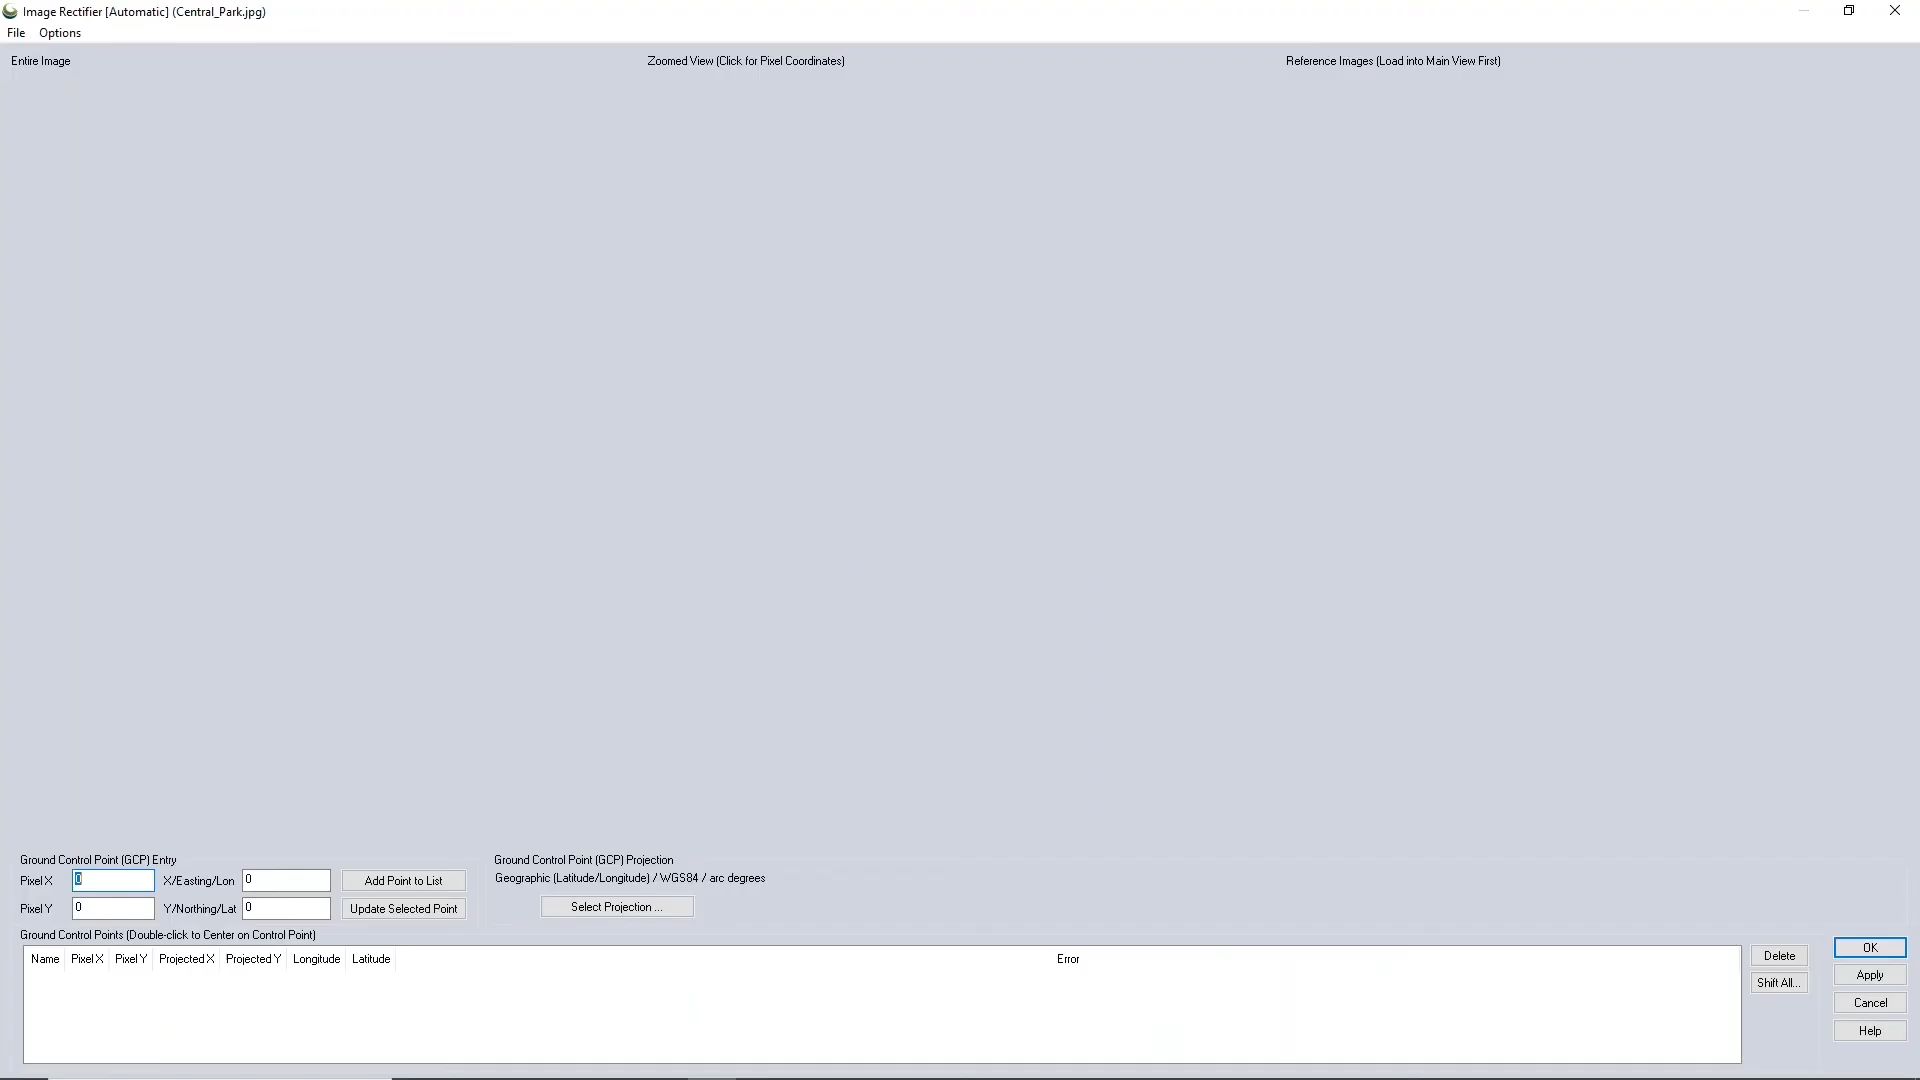 Image Rectifier [Automatic] (Central_Park.jpg)
File Options
Entire Image
Zoomed View (Click for Pixel Coordinates)
Reference Images (Load into Main View First)
Ground Control Point (GCP) Entry
Pixel X 0 X/Easting/Lon 0 Add Point to List
Pixel Y 0 Y/Northing/Lat 0 Update Selected Point
Ground Control Point (GCP) Projection
Geographic (Latitude/Longitude) / WGS84 / arc degrees
Select Projection ...
Ground Control Points (Double-click to Center on Control Point)
Name Pixel X Pixel Y Projected X Projected Y Longitude Latitude Error
Delete
Shift All...
OK
Apply
Cancel
Help